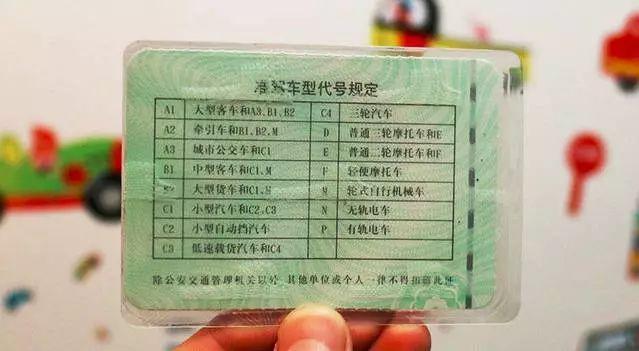 准驾车型代号规定
A1 大型客车和A3、B1、B2 C4 三轮汽车
A2 牵引车和B1、B2、M D 普通三轮摩托车和E
A3 城市公交车和C1 E 普通二轮摩托车和F
B1 中型客车和C1、M F 轻便摩托车
B2 大型货车和C1、M M 轮式自行机械车
C1 小型汽车和C2、C3 N 无轨电车
C2 小型自动挡汽车 P 有轨电车
C3 低速载货汽车和C4
除公安交通管理机关以外 其他单位或个人一律不得扣留此证